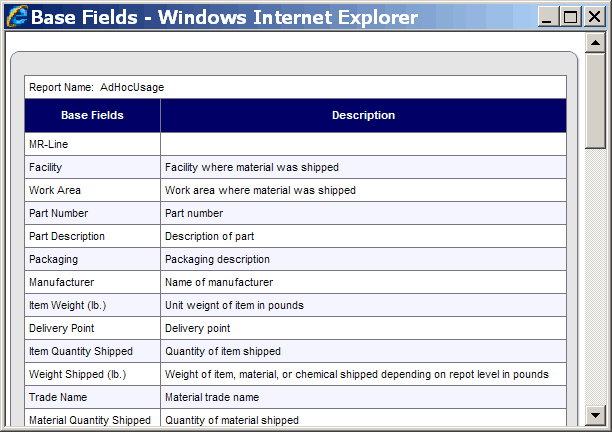 Base Fields - Windows Internet Explorer
Report Name: AdHocUsage
Base Fields Description
MR-Line
Facility Facility where material was shipped
Work Area Work area where material was shipped
Part Number Part number
Part Description Description of part
Packaging Packaging description
Manufacturer Name of manufacturer
Item Weight (lb.) Unit weignt of item in pounds
Delivery Point Delivery point
Item Quantity Shipped Quantity of item shipped
Weight Shipped (lb.) Weight of item, material, or chemical shipped depending on repot level in pounds
Trade Name Material trade name
Material Quantity Shipped Quantity of material shipped